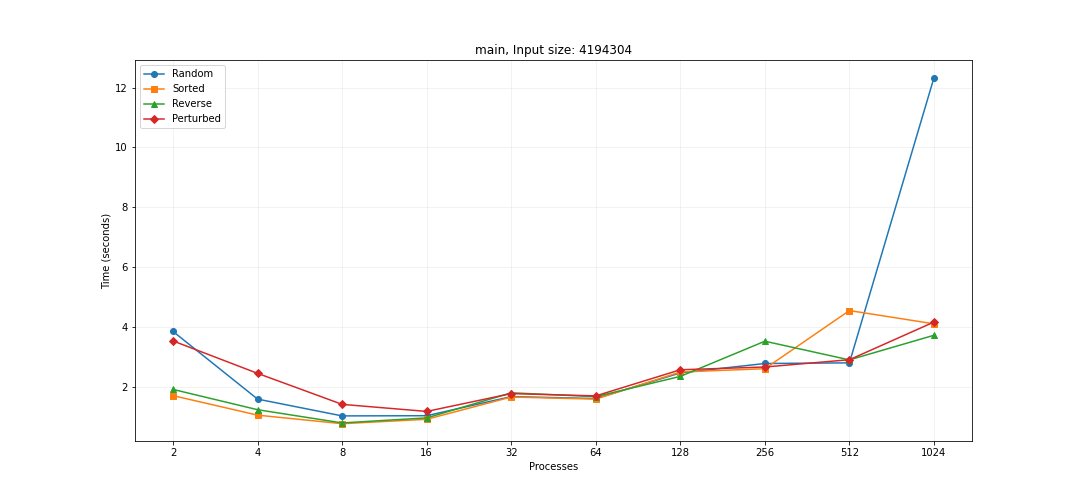 main, Input size: 4194304
Random
Sorted
Reverse
Perturbed
12
10
8
6
4
2
Time (seconds)
2 4 8 16 32 64 128 256 512 1024
Processes